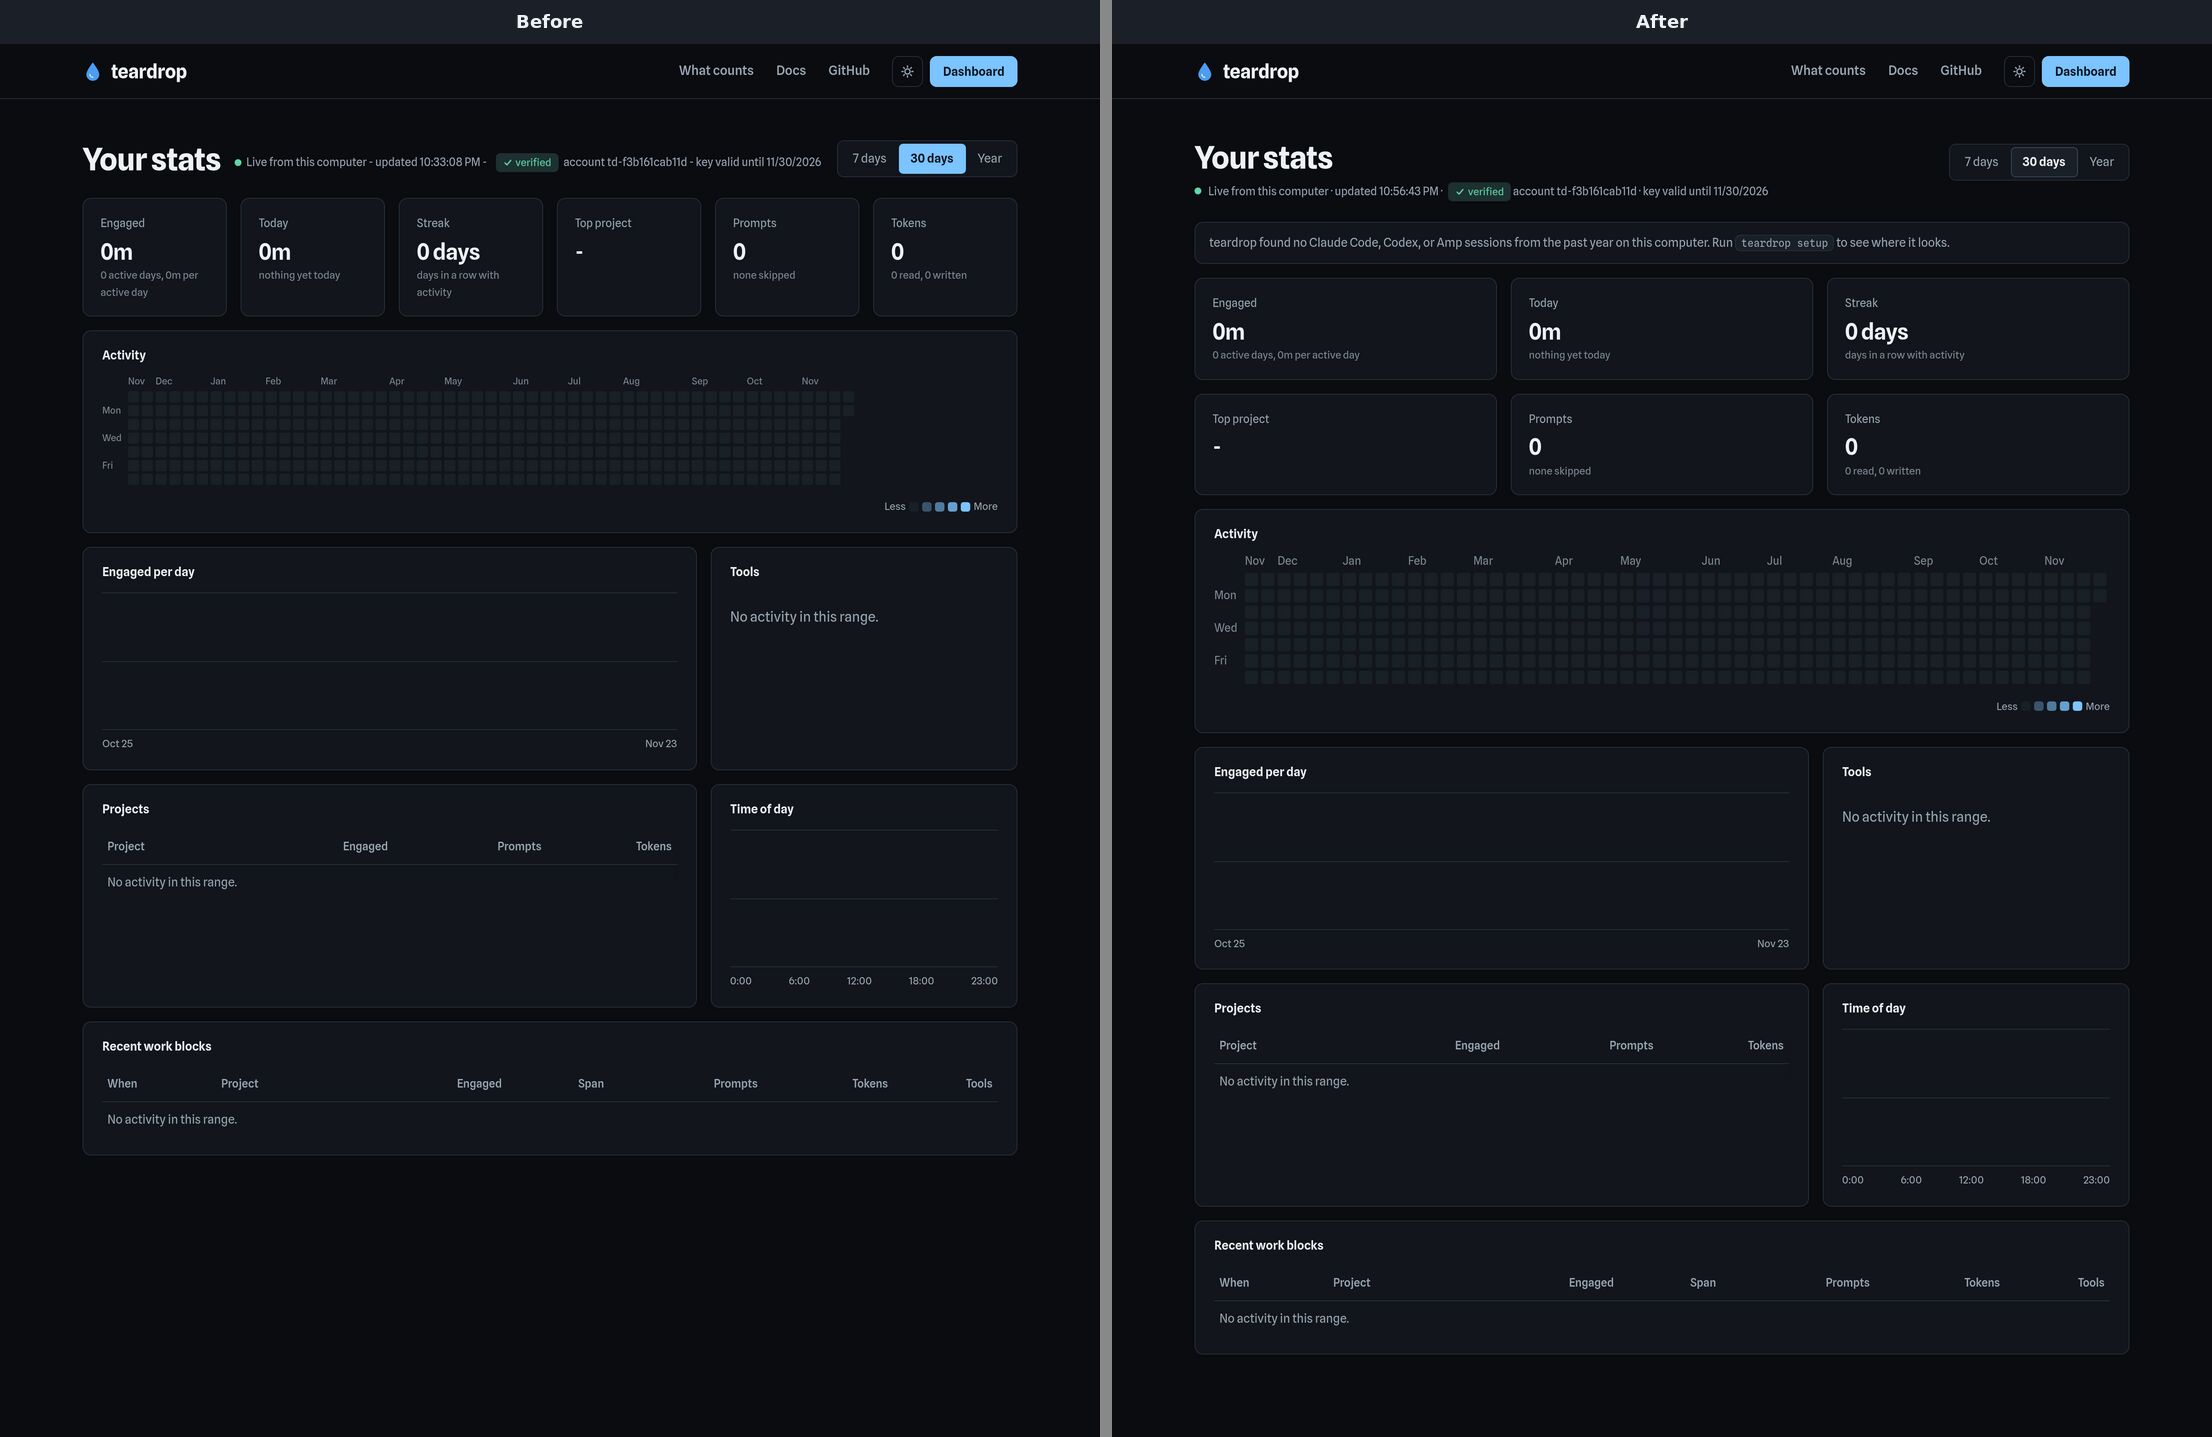 Before
teardrop
What counts Docs GitHub Dashboard
Your stats
Live from this computer - updated 10:33:08 PM - ✓ verified account td-f3b161cab11d - key valid until 11/30/2026
7 days 30 days Year
Engaged
0m
0 active days, 0m per
active day
Today
0m
nothing yet today
Streak
0 days
days in a row with
activity
Top project
-
Prompts
0
none skipped
Tokens
0
0 read, 0 written
Activity
Nov Dec Jan Feb Mar Apr May Jun Jul Aug Sep Oct Nov
Mon
Wed
Fri
Less More
Engaged per day
Oct 25 Nov 23
Tools
No activity in this range.
Projects
Project Engaged Prompts Tokens
No activity in this range.
Time of day
0:00 6:00 12:00 18:00 23:00
Recent work blocks
When Project Engaged Span Prompts Tokens Tools
No activity in this range.
After
teardrop
What counts Docs GitHub Dashboard
Your stats
Live from this computer · updated 10:56:43 PM · ✓ verified account td-f3b161cab11d · key valid until 11/30/2026
7 days 30 days Year
teardrop found no Claude Code, Codex, or Amp sessions from the past year on this computer. Run teardrop setup to see where it looks.
Engaged
0m
0 active days, 0m per active day
Today
0m
nothing yet today
Streak
0 days
days in a row with activity
Top project
-
Prompts
0
none skipped
Tokens
0
0 read, 0 written
Activity
Nov Dec Jan Feb Mar Apr May Jun Jul Aug Sep Oct Nov
Mon
Wed
Fri
Less More
Engaged per day
Oct 25 Nov 23
Tools
No activity in this range.
Projects
Project Engaged Prompts Tokens
No activity in this range.
Time of day
0:00 6:00 12:00 18:00 23:00
Recent work blocks
When Project Engaged Span Prompts Tokens Tools
No activity in this range.